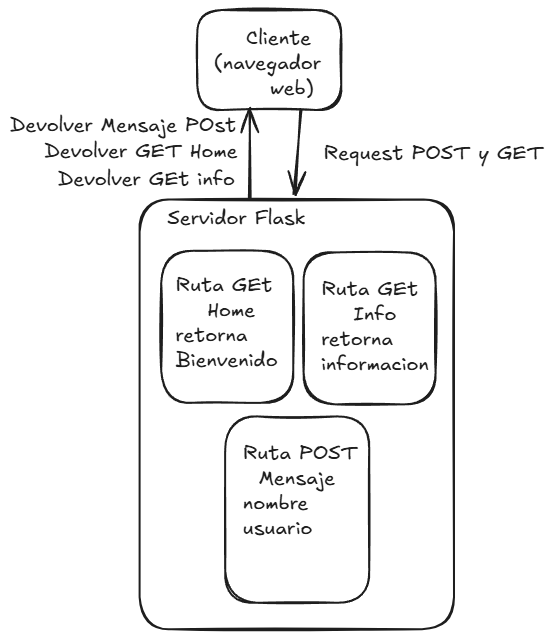 Cliente
(navegador
web)
Devolver Mensaje POst
Devolver GET Home
Devolver GEt info
Request POST y GET
Servidor Flask
Ruta GEt
Home
retorna
Bienvenido
Ruta GEt
Info
retorna
informacion
Ruta POST
Mensaje
nombre
usuario